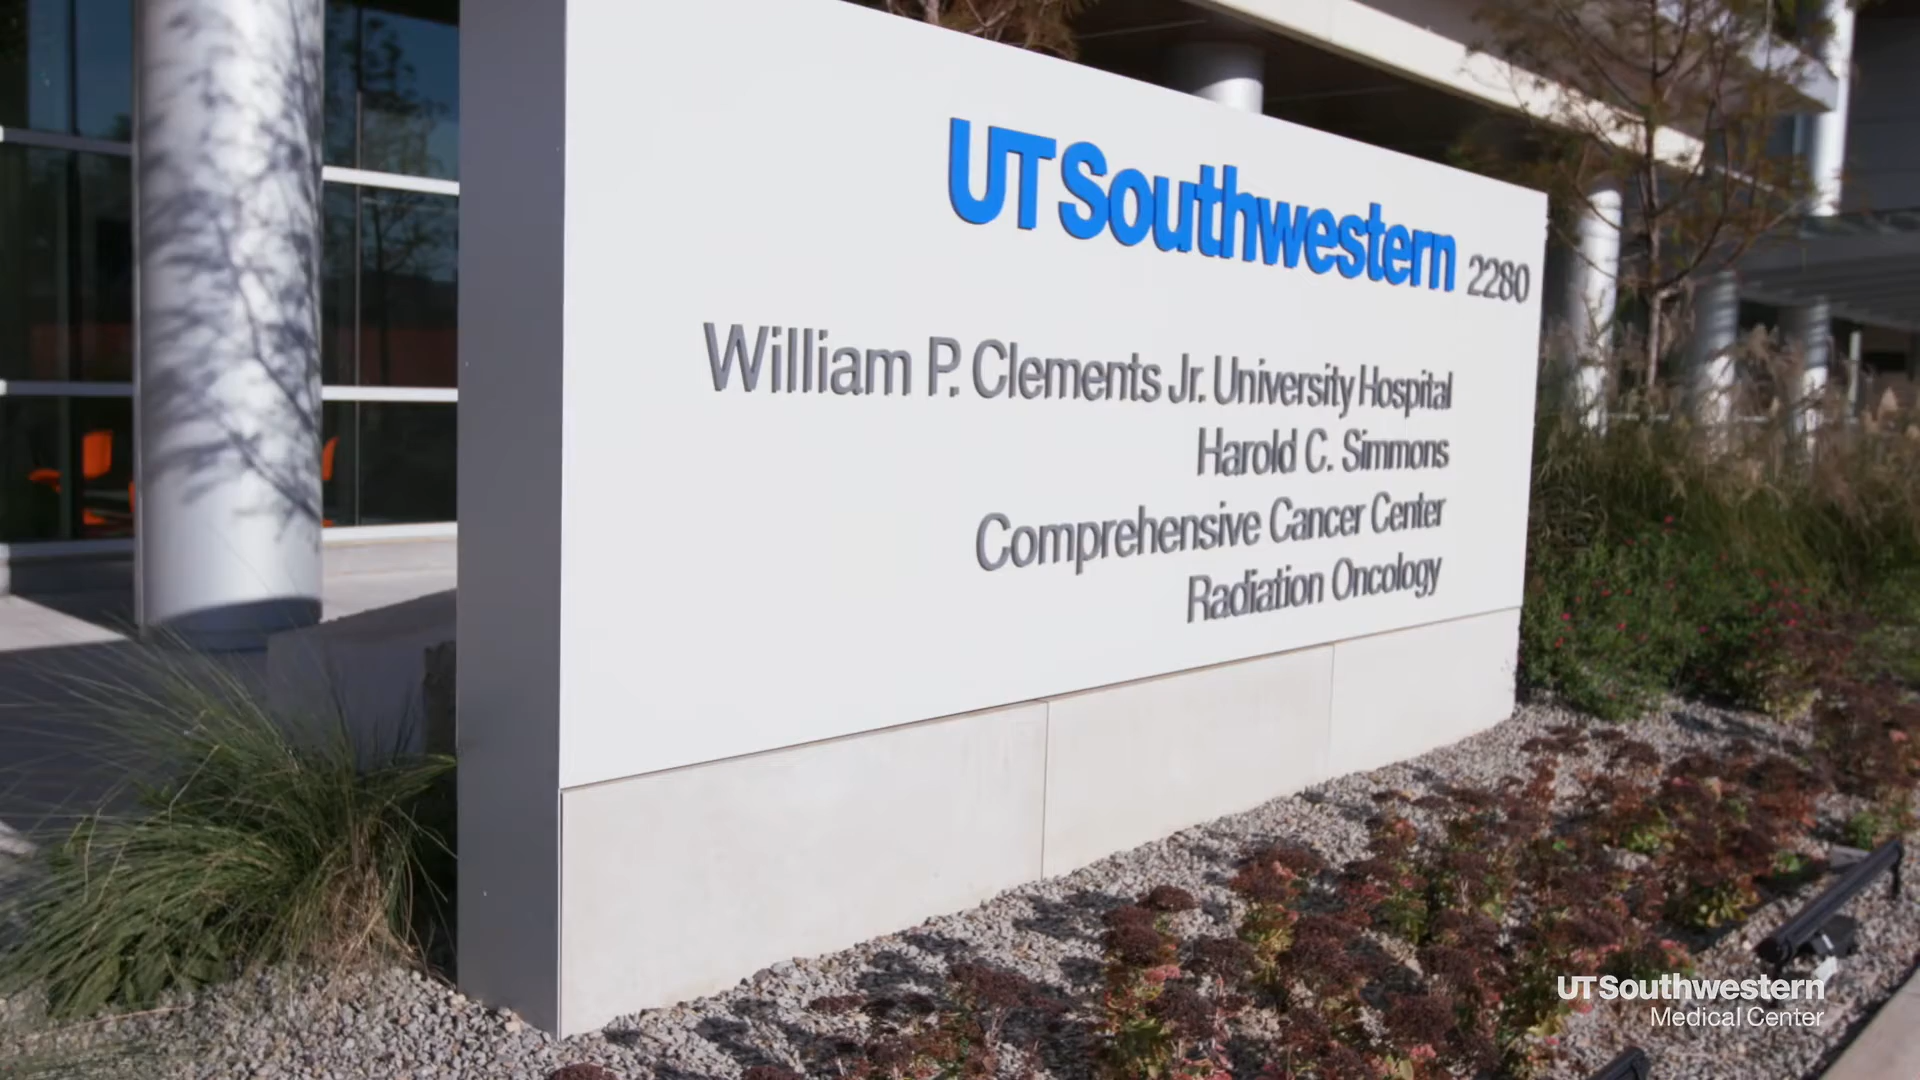 UTSouthwestern 2280
William P. Clements Jr. University Hospital
Harold C. Simmons
Comprehensive Cancer Center
Radiation Oncology
UTSouthwestern
Medical Center